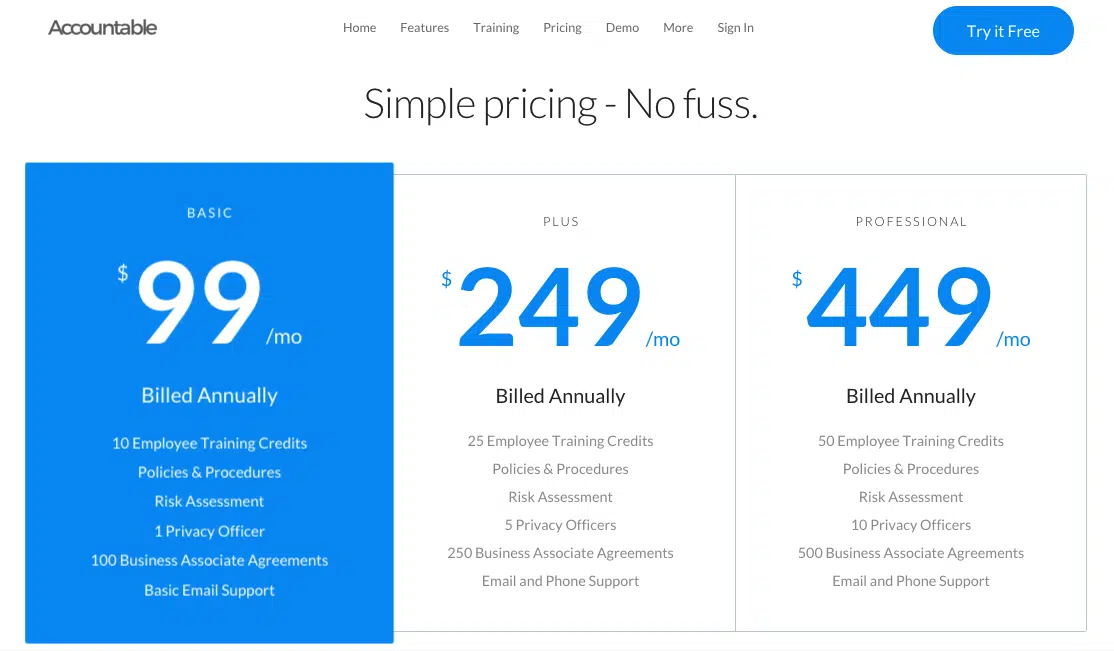 Accountable
Home Features Training Pricing Demo More Sign In
Try it Free
Simple pricing - No fuss.
BASIC
$99/mo
Billed Annually
10 Employee Training Credits
Policies & Procedures
Risk Assessment
1 Privacy Officer
100 Business Associate Agreements
Basic Email Support
PLUS
$249/mo
Billed Annually
25 Employee Training Credits
Policies & Procedures
Risk Assessment
5 Privacy Officers
250 Business Associate Agreements
Email and Phone Support
PROFESSIONAL
$449/mo
Billed Annually
50 Employee Training Credits
Policies & Procedures
Risk Assessment
10 Privacy Officers
500 Business Associate Agreements
Email and Phone Support